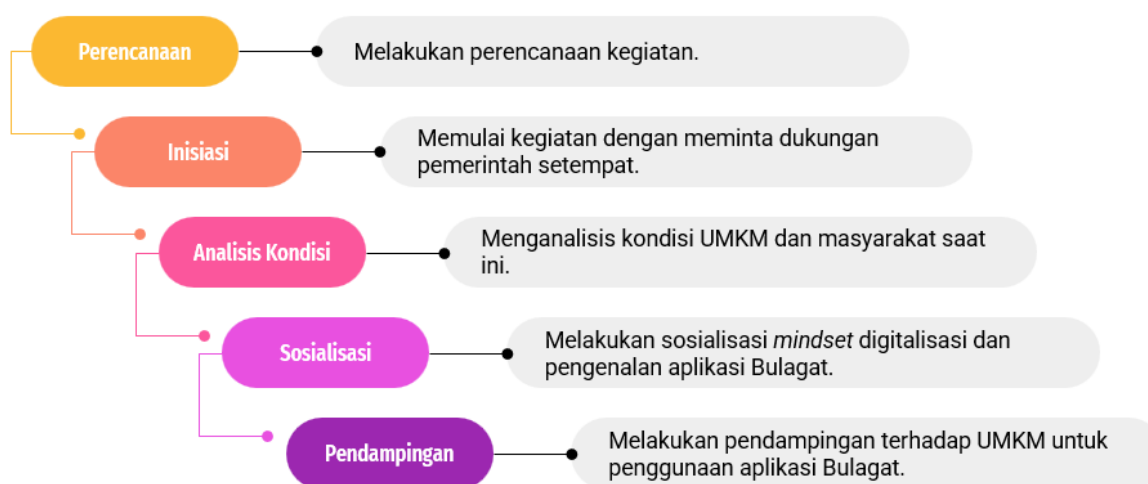 Perencanaan
Melakukan perencanaan kegiatan.
Inisiasi
Memulai kegiatan dengan meminta dukungan
pemerintah setempat.
Analisis Kondisi
Menganalisis kondisi UMKM dan masyarakat saat
ini.
Sosialisasi
Melakukan sosialisasi mindset digitalisasi dan
pengenalan aplikasi Bulagat.
Pendampingan
Melakukan pendampingan terhadap UMKM untuk
penggunaan aplikasi Bulagat.